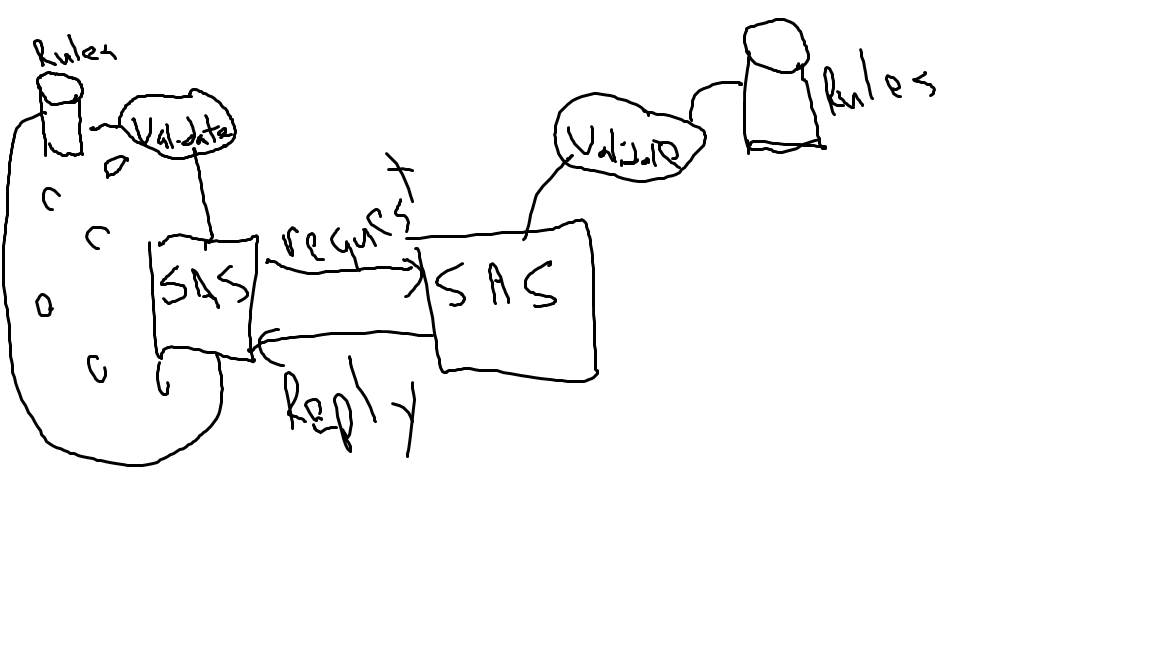 Rules
Validate
Rules
Validate
request
SAS
SAS
Reply